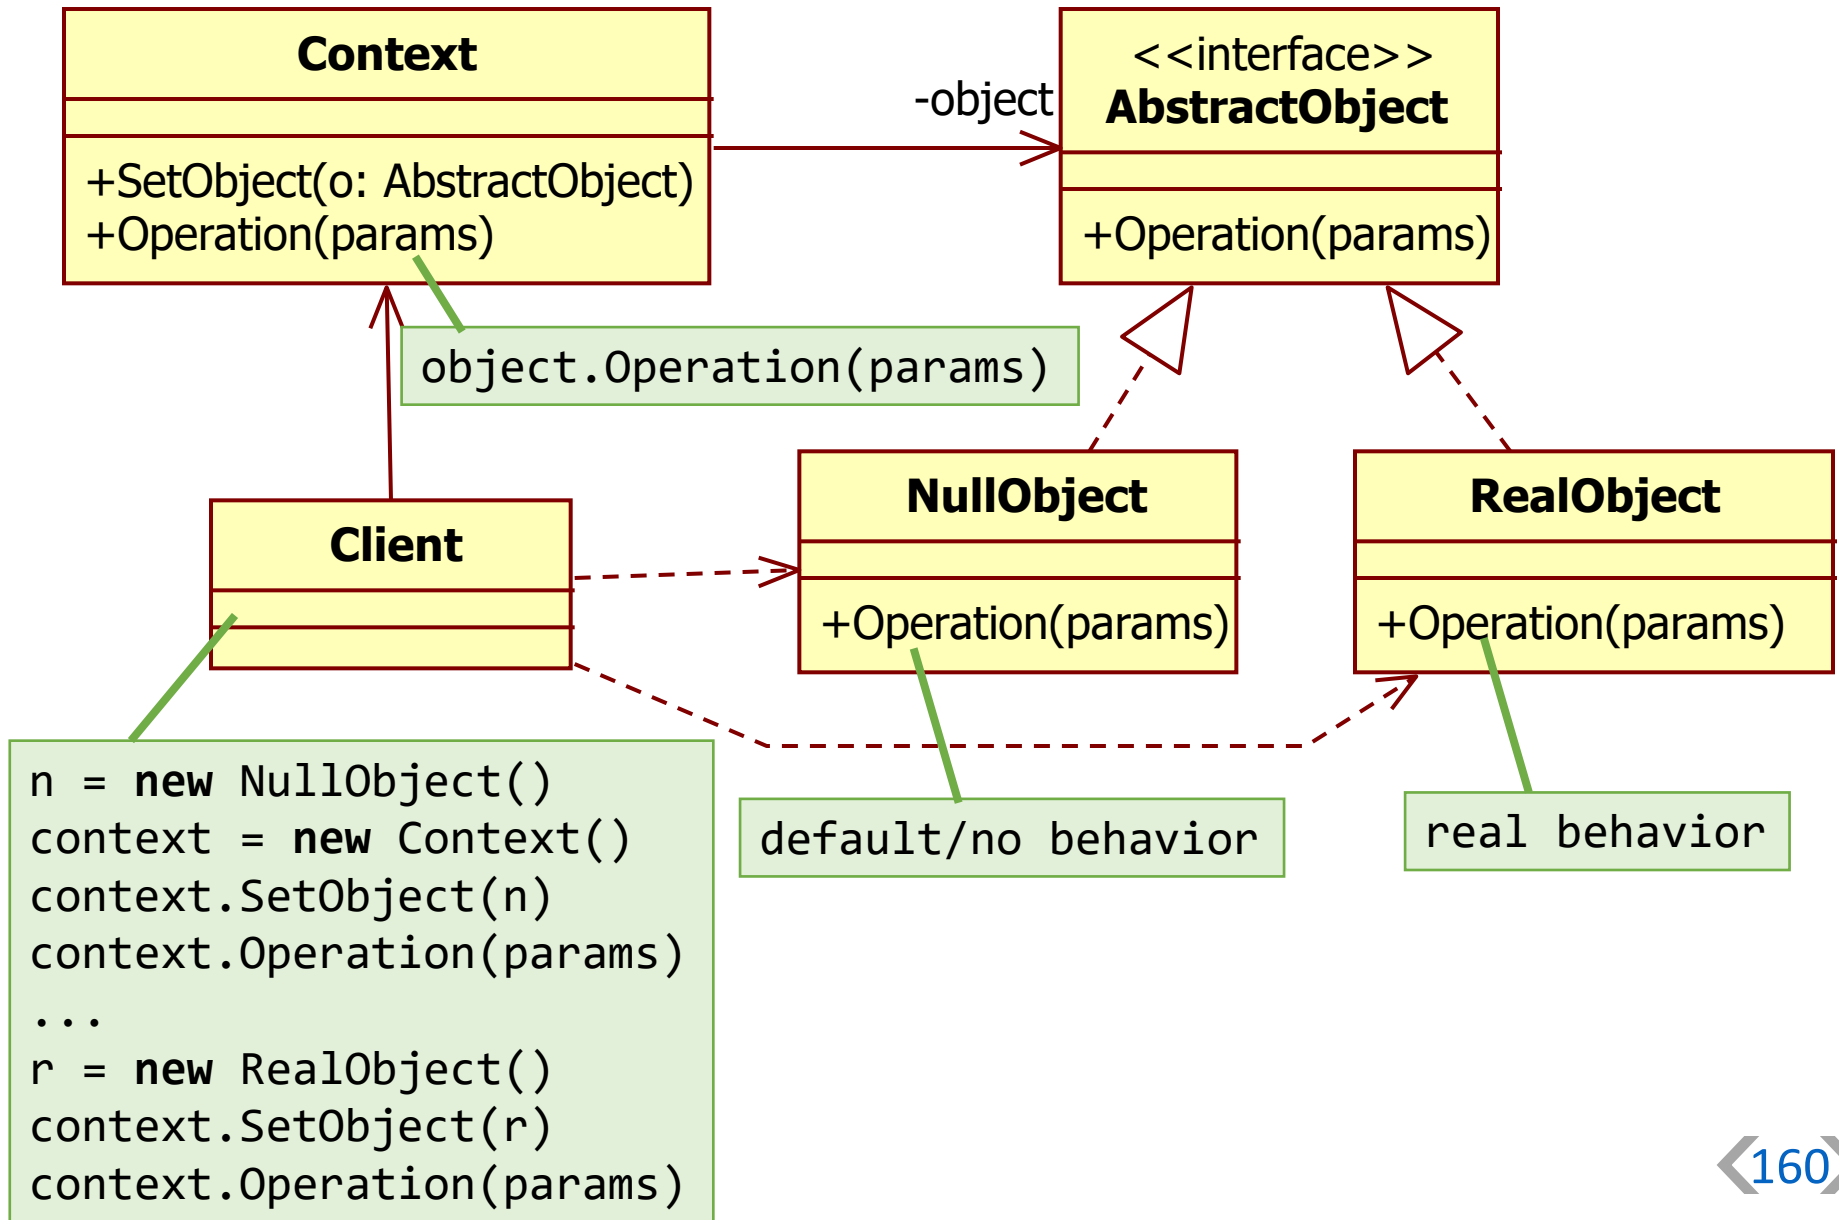 Context
+SetObject(o: AbstractObject)
+Operation(params)
-object
<<interface>>
AbstractObject
+Operation(params)
object.Operation(params)
Client
NullObject
+Operation(params)
RealObject
+Operation(params)
n = new NullObject()
context = new Context()
context.SetObject(n)
context.Operation(params)
...
r = new RealObject()
context.SetObject(r)
context.Operation(params)
default/no behavior
real behavior
160